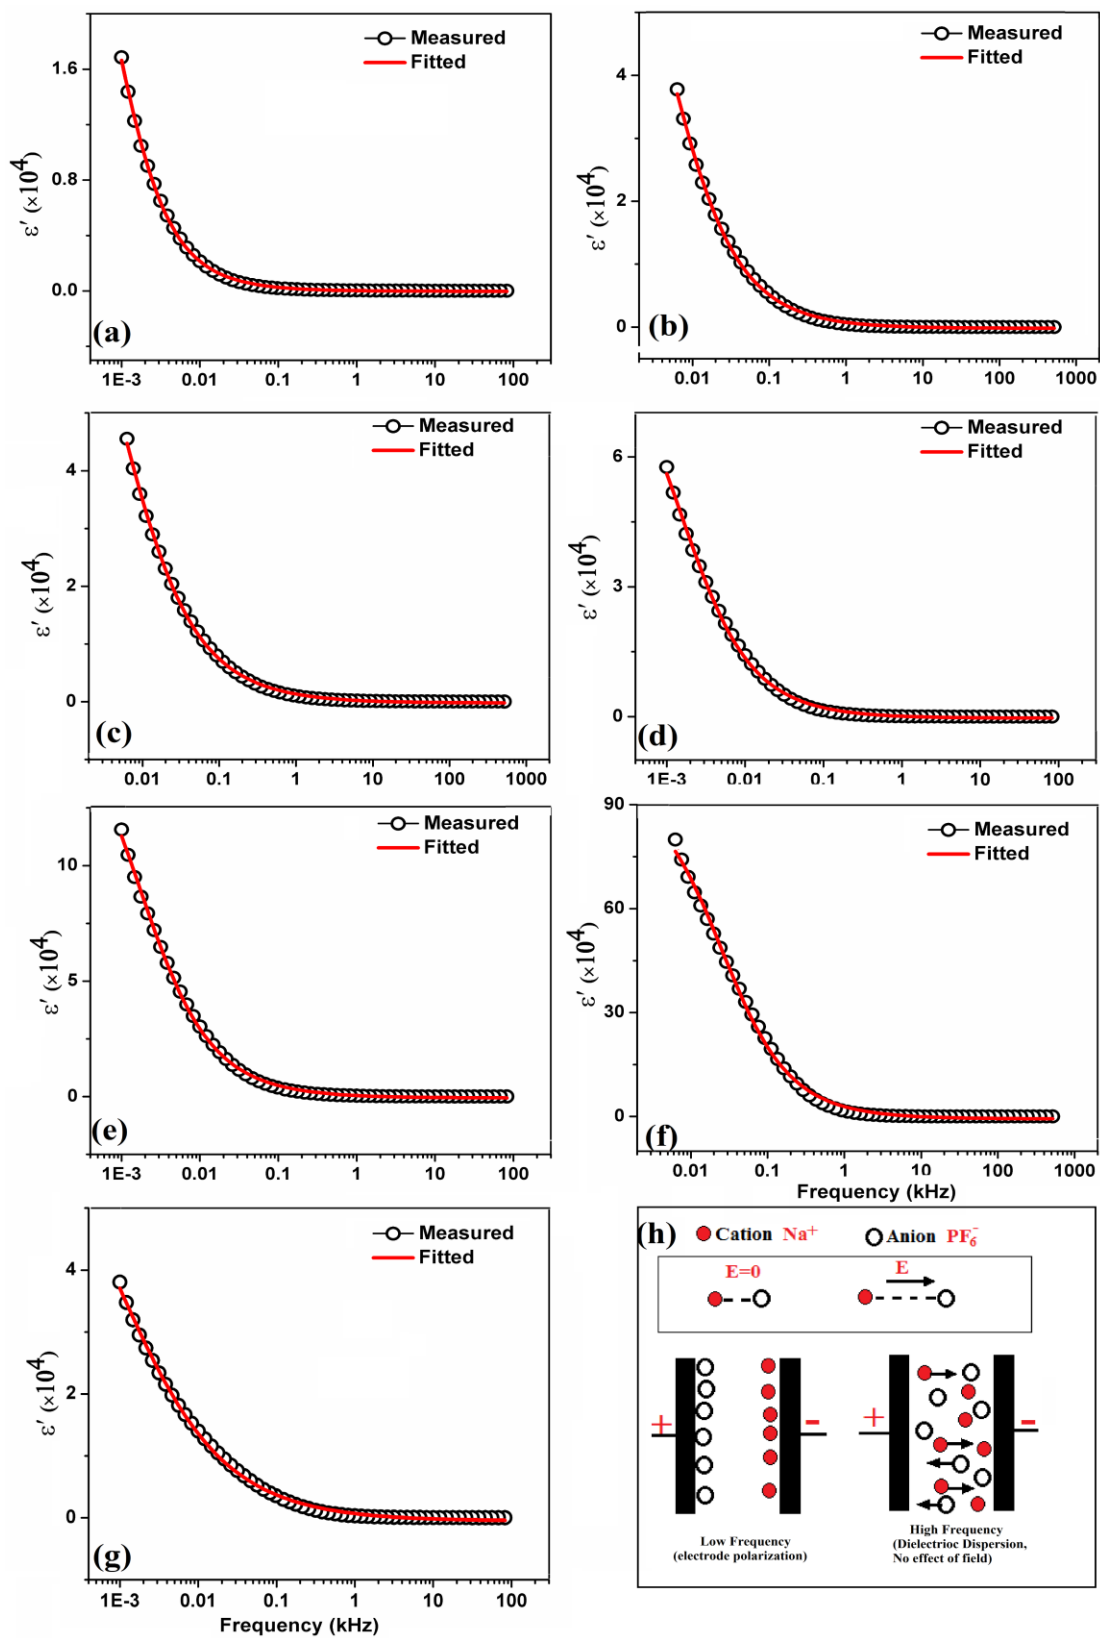 Measured
Fitted
1.6
0.8
0.0
ε′ (×10⁴)
(a)
1E-3 0.01 0.1 1 10 100
Measured
Fitted
4
2
0
ε′ (×10⁴)
(b)
0.01 0.1 1 10 100 1000
Measured
Fitted
4
2
0
ε′ (×10⁴)
(c)
0.01 0.1 1 10 100 1000
Measured
Fitted
6
3
0
ε′ (×10⁴)
(d)
1E-3 0.01 0.1 1 10 100
Measured
Fitted
10
5
0
ε′ (×10⁴)
(e)
1E-3 0.01 0.1 1 10 100
Measured
Fitted
90
60
30
0
ε′ (×10⁴)
(f)
0.01 0.1 1 10 100 1000
Frequency (kHz)
Measured
Fitted
4
2
0
ε′ (×10⁴)
(g)
1E-3 0.01 0.1 1 10 100
Frequency (kHz)
(h)
Cation Na⁺ Anion PF₆⁻
E=0 E
+ - + -
Low Frequency
(electrode polarization)
High Frequency
(Dielectrioc Dispersion,
No effect of field)